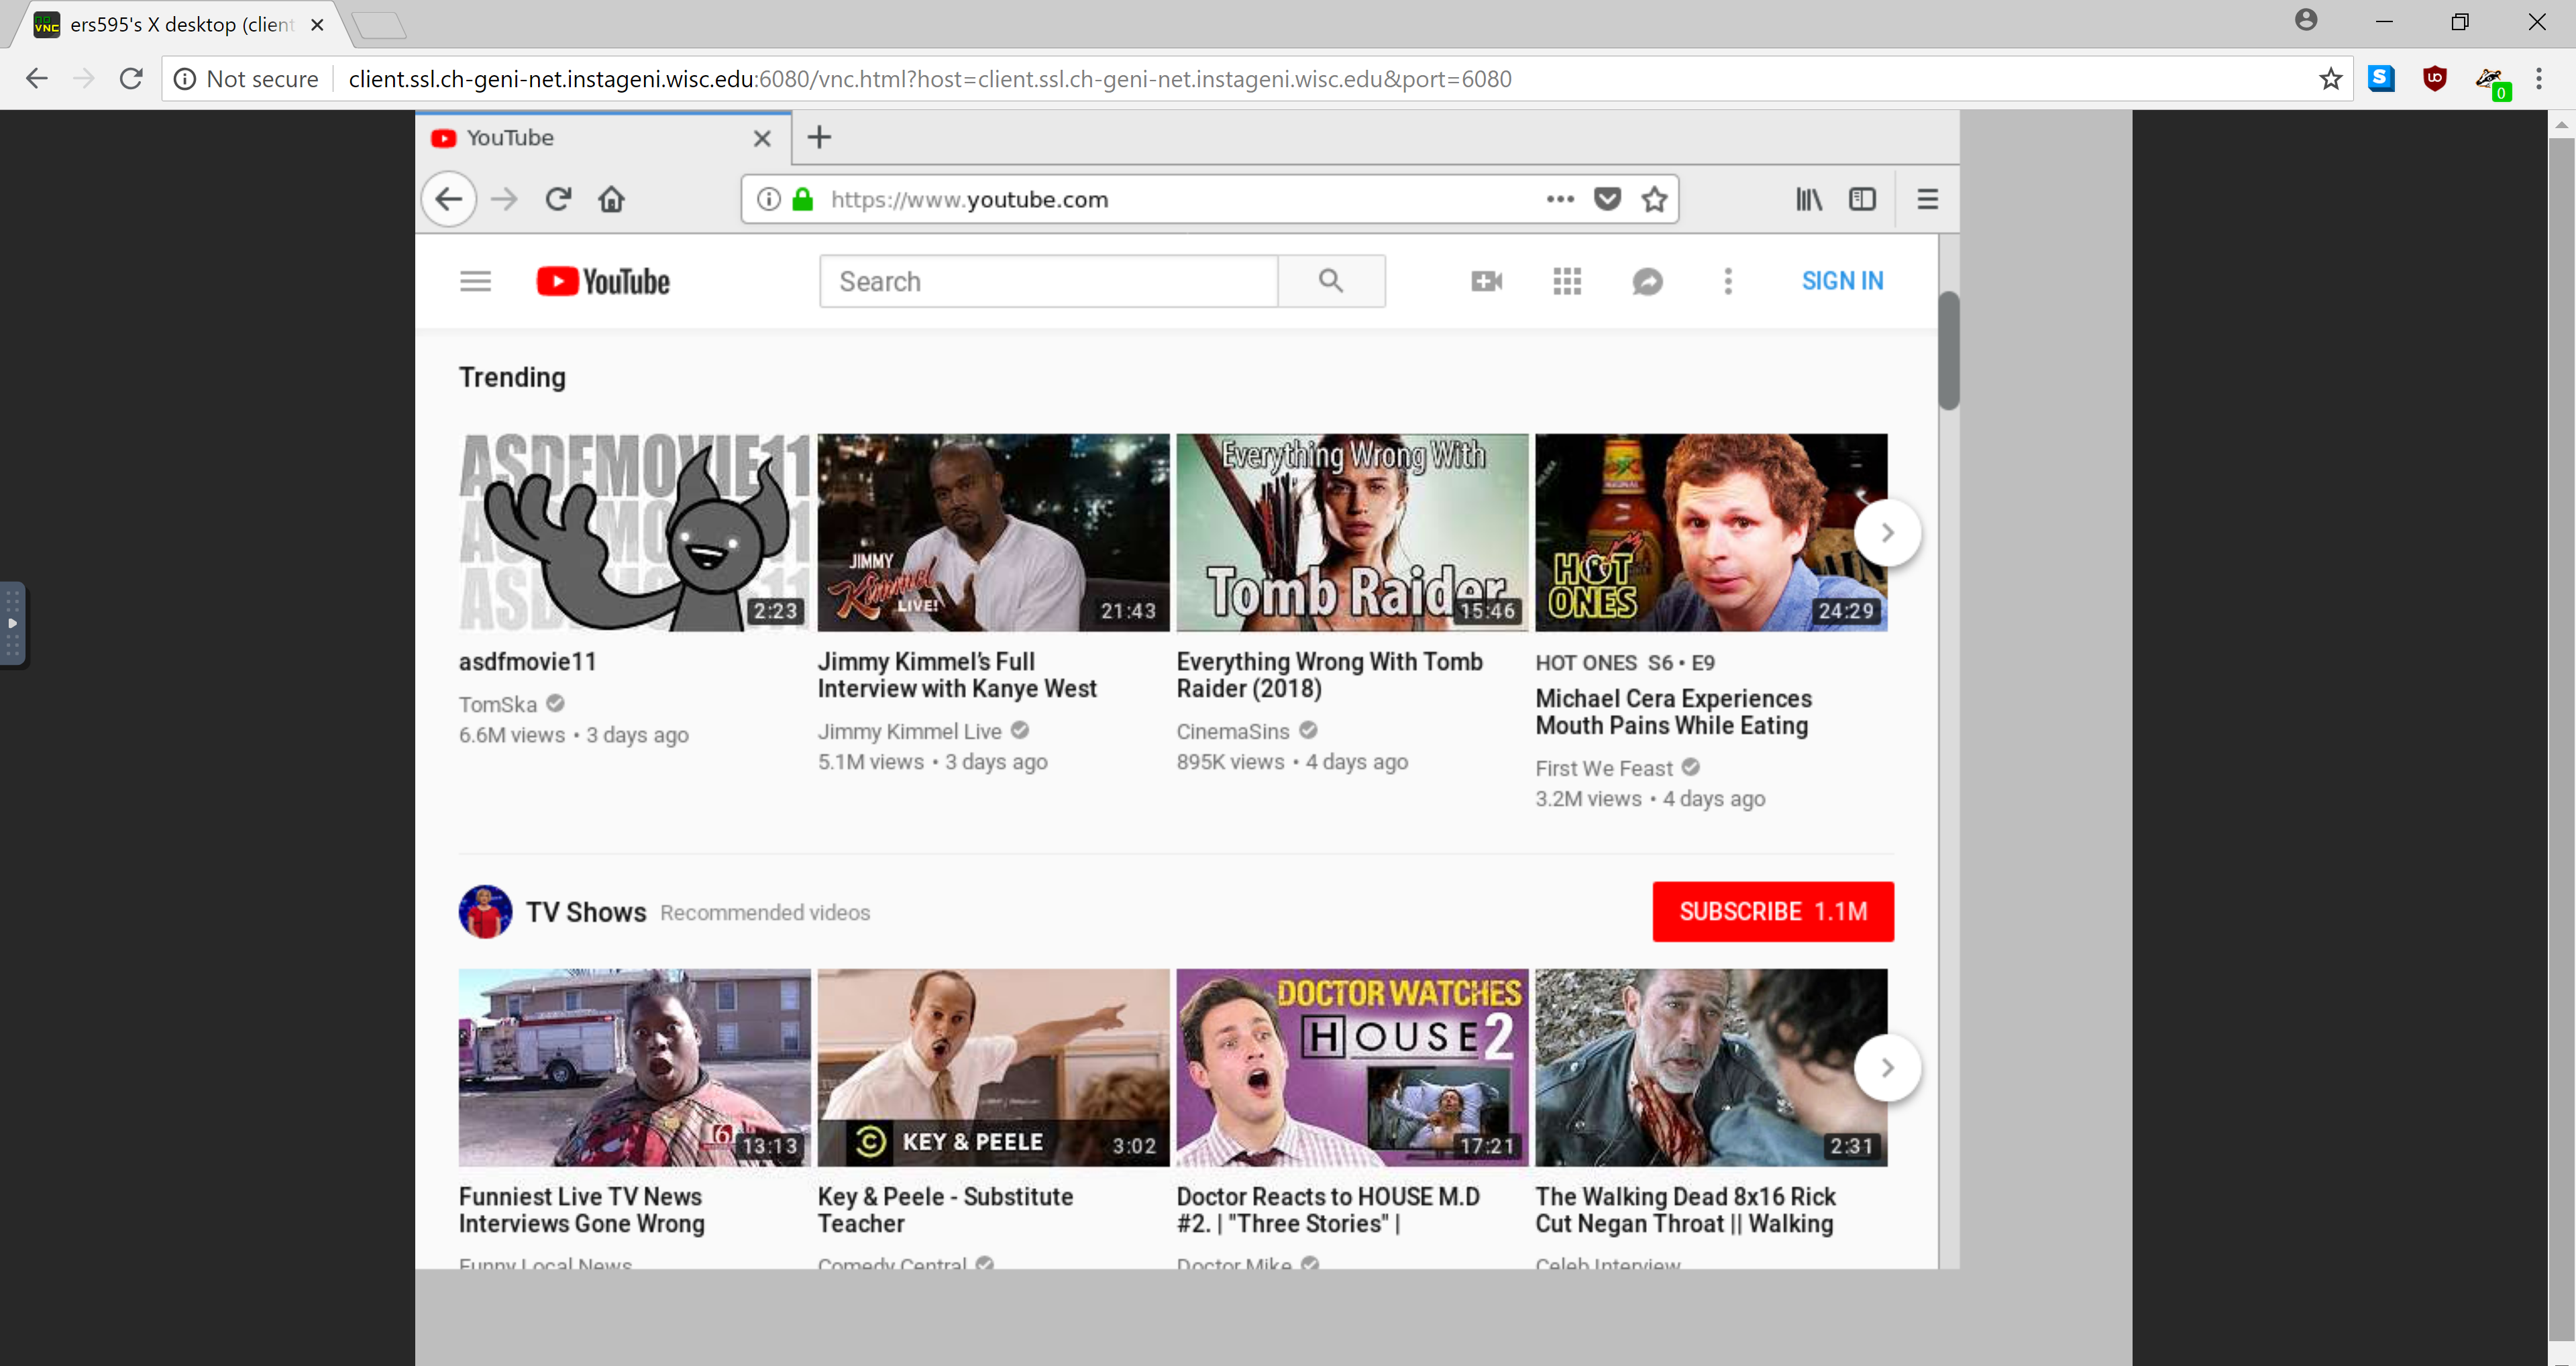 ers595's X desktop (client
Not secure
client.ssl.ch-geni-net.instageni.wisc.edu:6080/vnc.html?host=client.ssl.ch-geni-net.instageni.wisc.edu&port=6080
0
YouTube
https://www.youtube.com
YouTube
Search
SIGN IN
Trending
ASDFMOVIE11
2:23
JIMMY
Kimmel
LIVE!
21:43
Everything Wrong With
Tomb Raider
15:46
HOT
ONES
24:29
asdfmovie11
TomSka
6.6M views • 3 days ago
Jimmy Kimmel’s Full
Interview with Kanye West
Jimmy Kimmel Live
5.1M views • 3 days ago
Everything Wrong With Tomb
Raider (2018)
CinemaSins
895K views • 4 days ago
HOT ONES S6 • E9
Michael Cera Experiences
Mouth Pains While Eating
First We Feast
3.2M views • 4 days ago
TV Shows Recommended videos
SUBSCRIBE 1.1M
6
13:13
KEY & PEELE
3:02
DOCTOR WATCHES
HOUSE 2
17:21
2:31
Funniest Live TV News
Interviews Gone Wrong
Funny Local News
Key & Peele - Substitute
Teacher
Comedy Central
Doctor Reacts to HOUSE M.D
#2. | "Three Stories" |
Doctor Mike
The Walking Dead 8x16 Rick
Cut Negan Throat || Walking
Celeb Interview